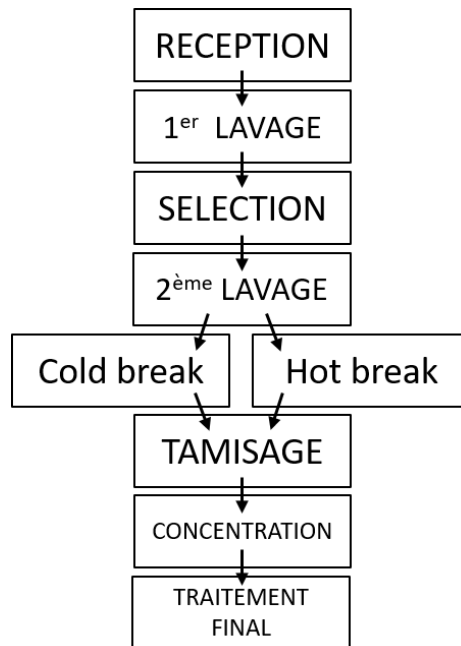 RECEPTION
1er LAVAGE
SELECTION
2ème LAVAGE
Cold break
Hot break
TAMISAGE
CONCENTRATION
TRAITEMENT
FINAL